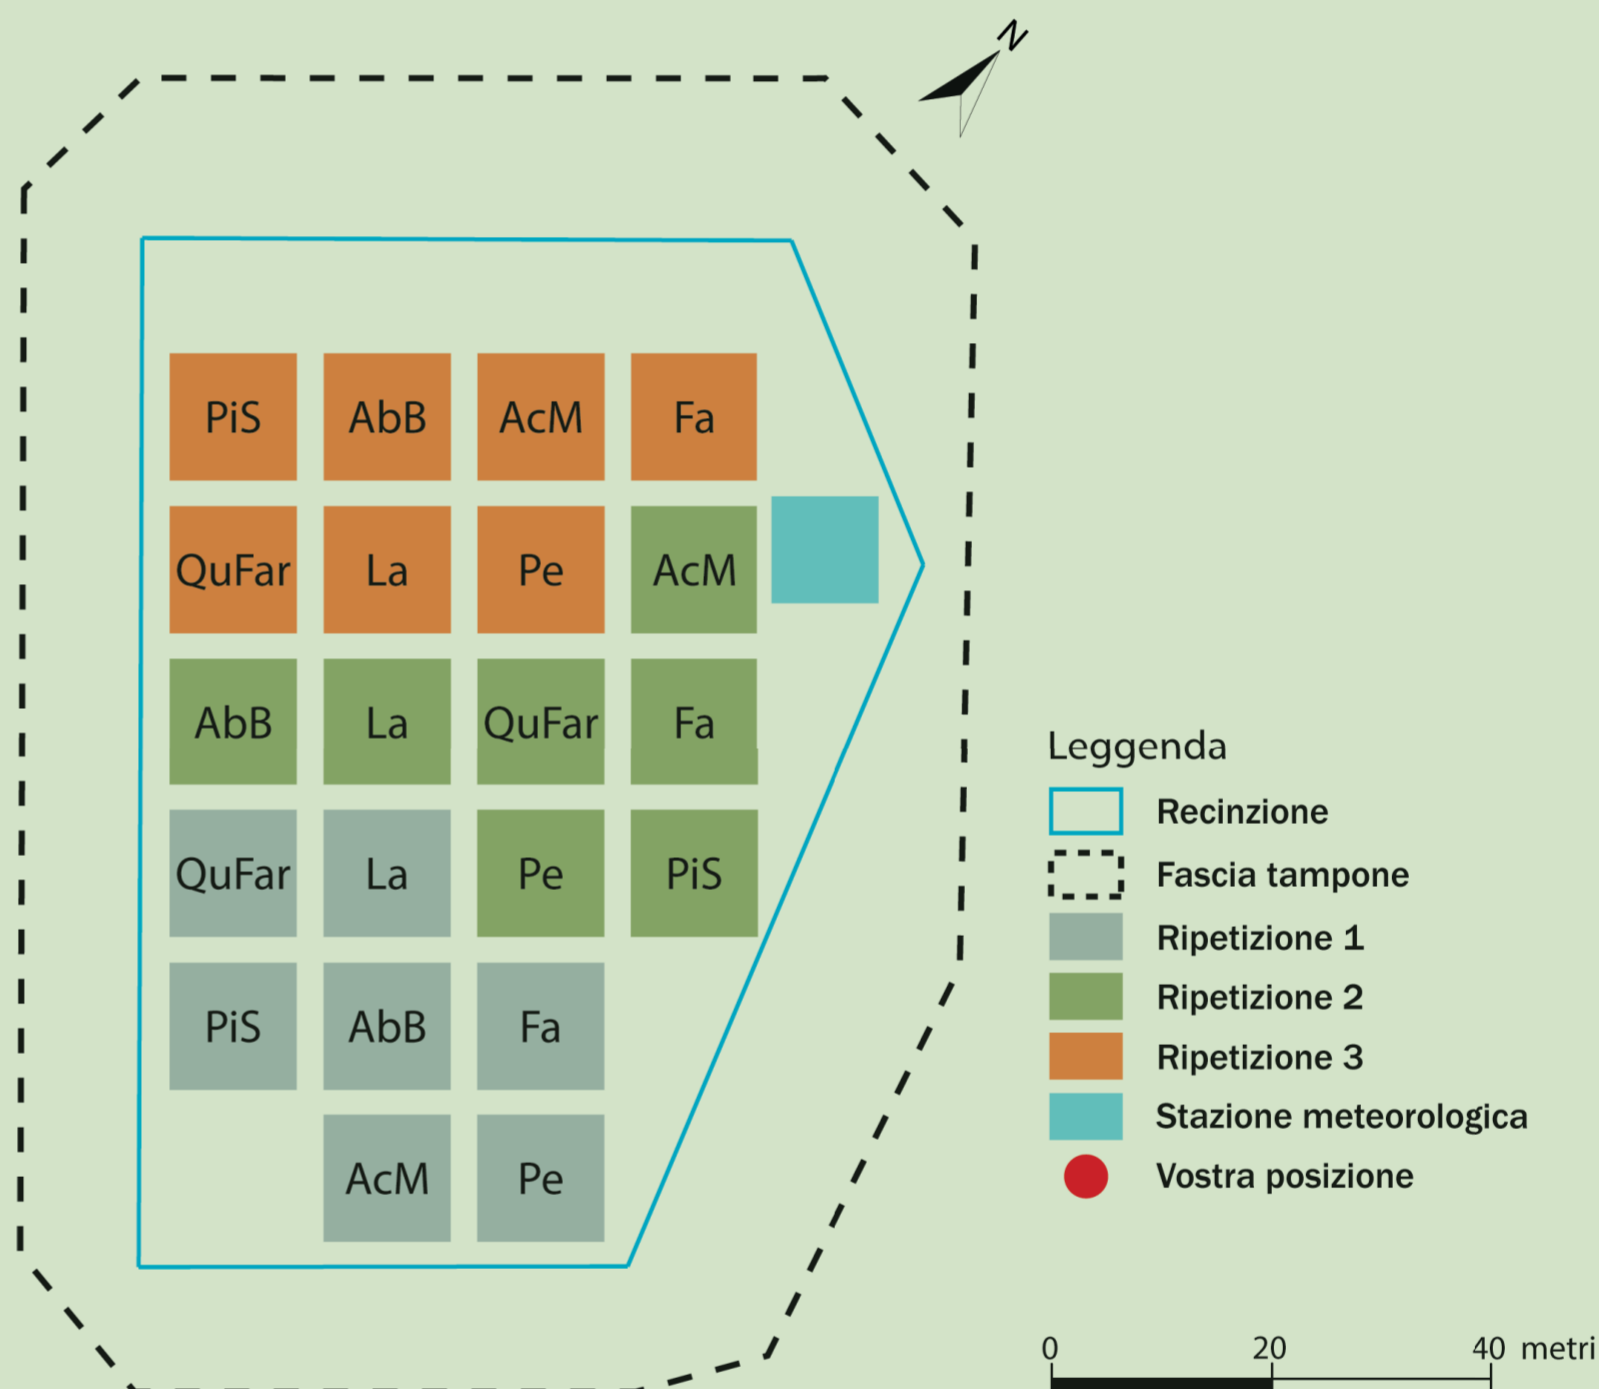 N
PiS AbB AcM Fa
QuFar La Pe AcM
AbB La QuFar Fa
QuFar La Pe PiS
PiS AbB Fa
AcM Pe
Leggenda
Recinzione
Fascia tampone
Ripetizione 1
Ripetizione 2
Ripetizione 3
Stazione meteorologica
Vostra posizione
0 20 40 metri